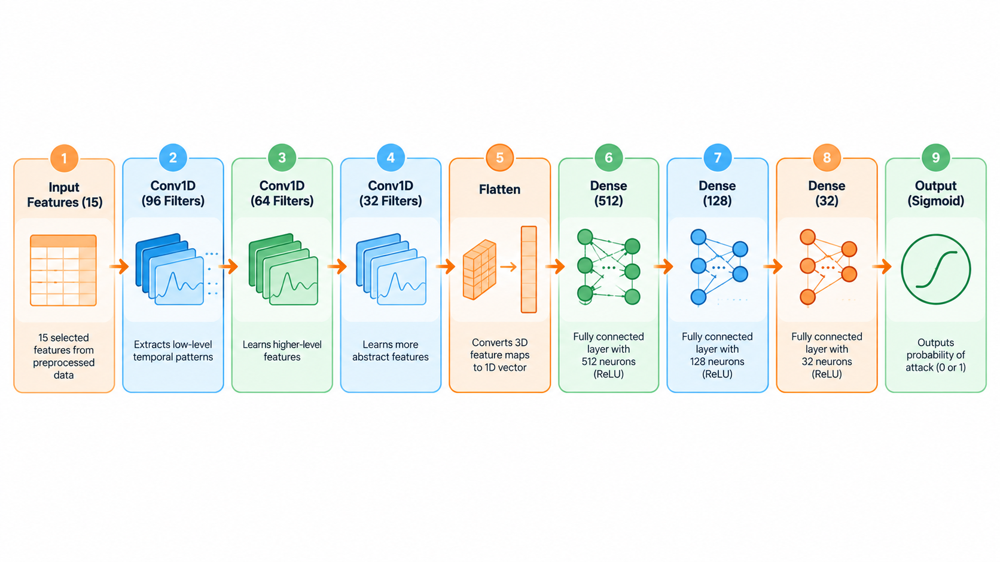 1
Input
Features (15)
15 selected
features from
preprocessed
data
2
Conv1D
(96 Filters)
Extracts low-level
temporal patterns
3
Conv1D
(64 Filters)
Learns higher-level
features
4
Conv1D
(32 Filters)
Learns more
abstract features
5
Flatten
Converts 3D
feature maps
to 1D vector
6
Dense
(512)
Fully connected
layer with
512 neurons
(ReLU)
7
Dense
(128)
Fully connected
layer with
128 neurons
(ReLU)
8
Dense
(32)
Fully connected
layer with
32 neurons
(ReLU)
9
Output
(Sigmoid)
Outputs
probability of
attack (0 or 1)